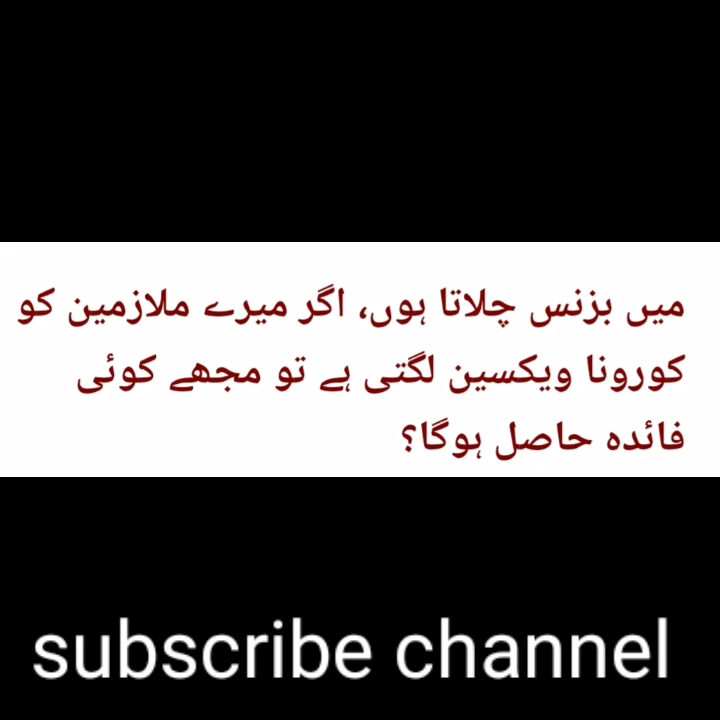 میں بزنس چلاتا ہوں، اگر میرے ملازمین کو
کورونا ویکسین لگتی ہے تو مجھے کوئی
فائدہ حاصل ہوگا؟
subscribe channel